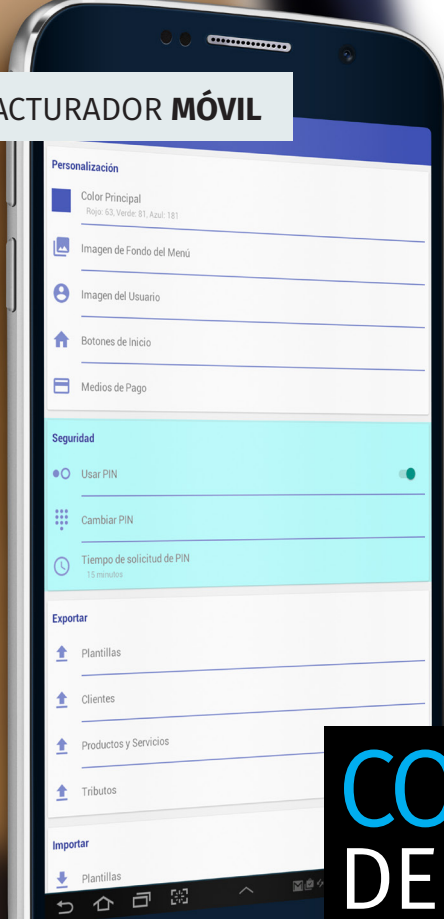 ACTURADOR MÓVIL
Personalización
Color Principal
Rojo: 63, Verde: 81, Azul: 181
Imagen de Fondo del Menú
Imagen del Usuario
Botones de Inicio
Medios de Pago
Seguridad
Usar PIN
Cambiar PIN
Tiempo de solicitud de PIN
15 minutos
Exportar
Plantillas
Clientes
Productos y Servicios
Tributos
Importar
Plantillas
CO
DE